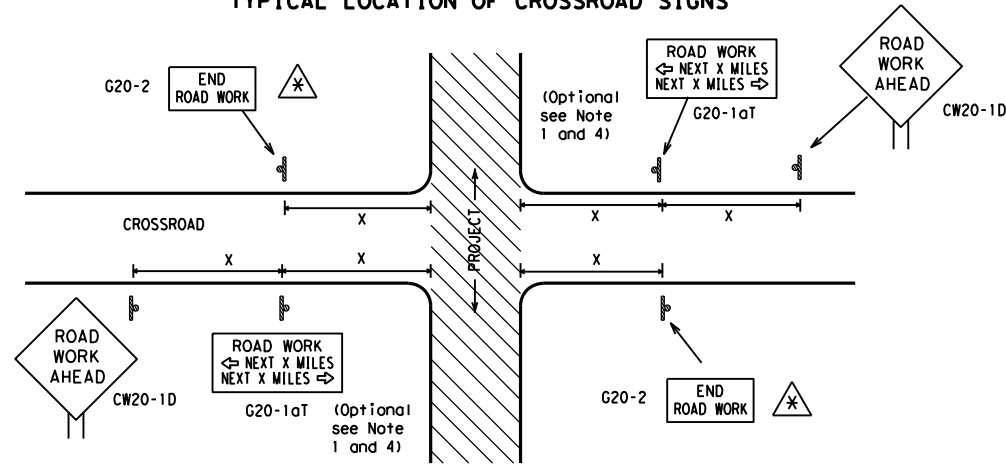 TYPICAL LOCATION OF CROSSROAD SIGNS
G20-2
END
ROAD WORK
*
(Optional
see Note
1 and 4)
ROAD WORK
⇦ NEXT X MILES
NEXT X MILES ⇨
G20-1aT
ROAD
WORK
AHEAD
CW20-1D
X
X
X
CROSSROAD
PROJECT
X
X
X
ROAD
WORK
AHEAD
CW20-1D
ROAD WORK
⇦ NEXT X MILES
NEXT X MILES ⇨
G20-1aT
(Optional
see Note
1 and 4)
G20-2
END
ROAD WORK
*